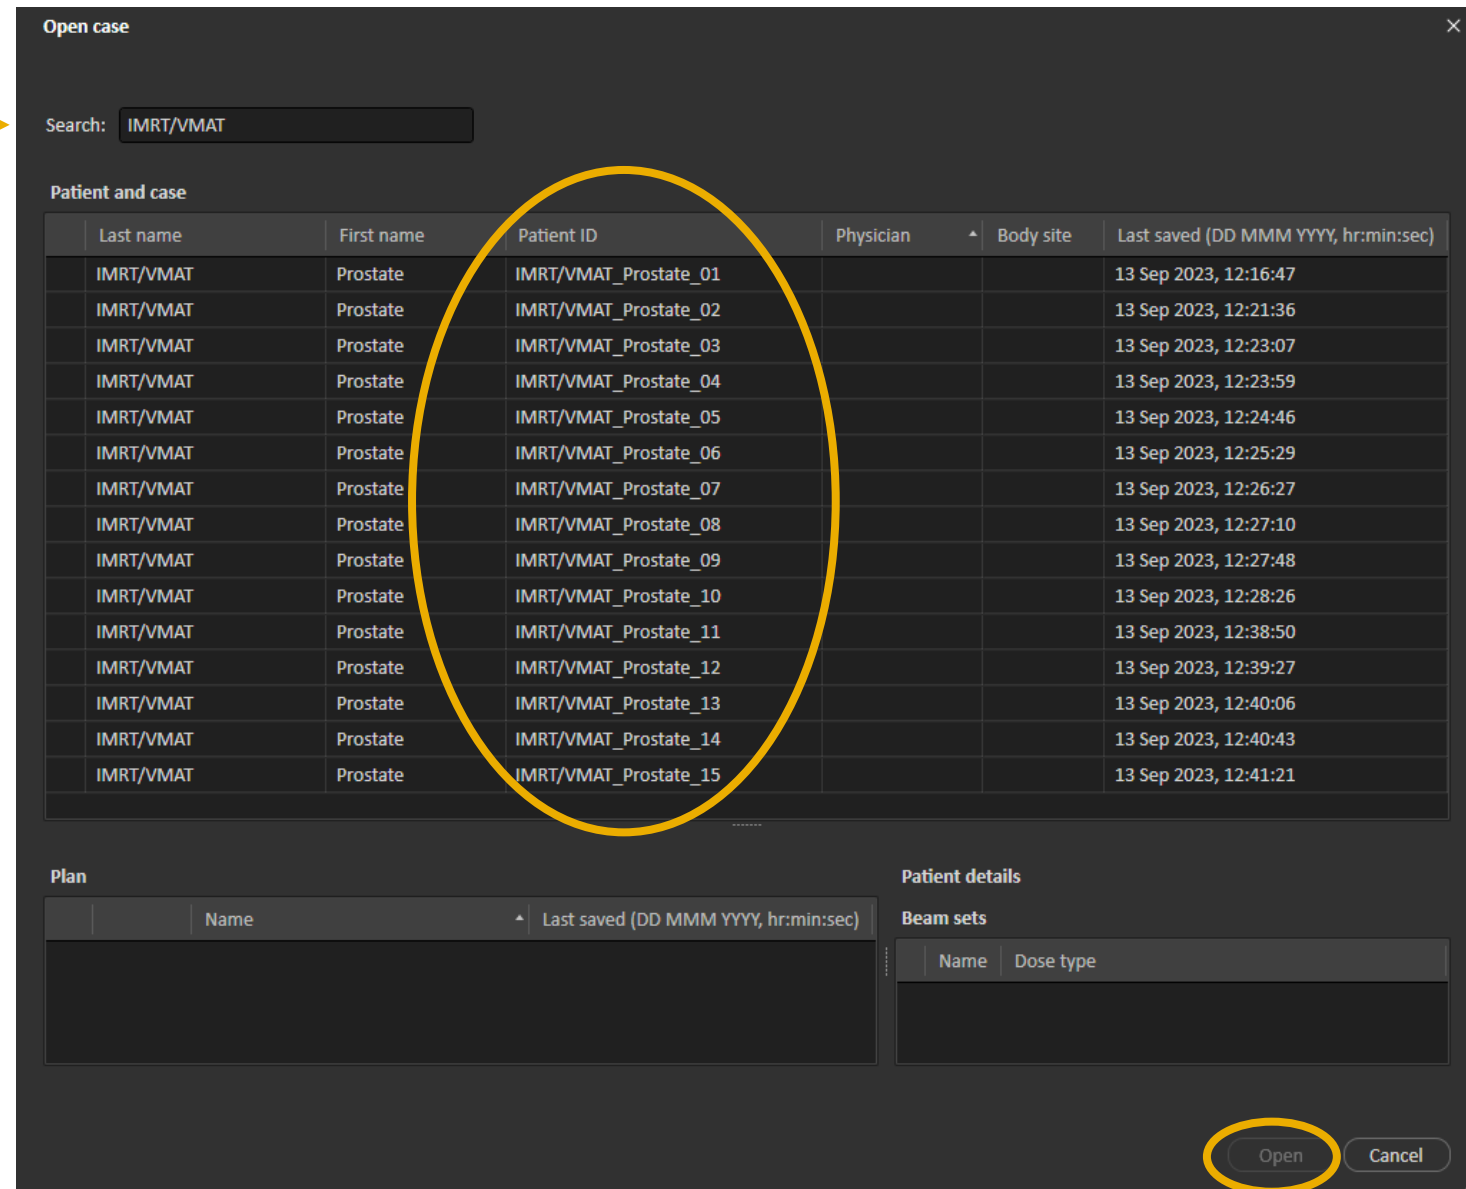 Open case
Search: IMRT/VMAT
Patient and case
Last name First name Patient ID Physician Body site Last saved (DD MMM YYYY, hr:min:sec)
IMRT/VMAT Prostate IMRT/VMAT_Prostate_01 13 Sep 2023, 12:16:47
IMRT/VMAT Prostate IMRT/VMAT_Prostate_02 13 Sep 2023, 12:21:36
IMRT/VMAT Prostate IMRT/VMAT_Prostate_03 13 Sep 2023, 12:23:07
IMRT/VMAT Prostate IMRT/VMAT_Prostate_04 13 Sep 2023, 12:23:59
IMRT/VMAT Prostate IMRT/VMAT_Prostate_05 13 Sep 2023, 12:24:46
IMRT/VMAT Prostate IMRT/VMAT_Prostate_06 13 Sep 2023, 12:25:29
IMRT/VMAT Prostate IMRT/VMAT_Prostate_07 13 Sep 2023, 12:26:27
IMRT/VMAT Prostate IMRT/VMAT_Prostate_08 13 Sep 2023, 12:27:10
IMRT/VMAT Prostate IMRT/VMAT_Prostate_09 13 Sep 2023, 12:27:48
IMRT/VMAT Prostate IMRT/VMAT_Prostate_10 13 Sep 2023, 12:28:26
IMRT/VMAT Prostate IMRT/VMAT_Prostate_11 13 Sep 2023, 12:38:50
IMRT/VMAT Prostate IMRT/VMAT_Prostate_12 13 Sep 2023, 12:39:27
IMRT/VMAT Prostate IMRT/VMAT_Prostate_13 13 Sep 2023, 12:40:06
IMRT/VMAT Prostate IMRT/VMAT_Prostate_14 13 Sep 2023, 12:40:43
IMRT/VMAT Prostate IMRT/VMAT_Prostate_15 13 Sep 2023, 12:41:21
Plan
Name Last saved (DD MMM YYYY, hr:min:sec)
Patient details
Beam sets
Name Dose type
Open Cancel